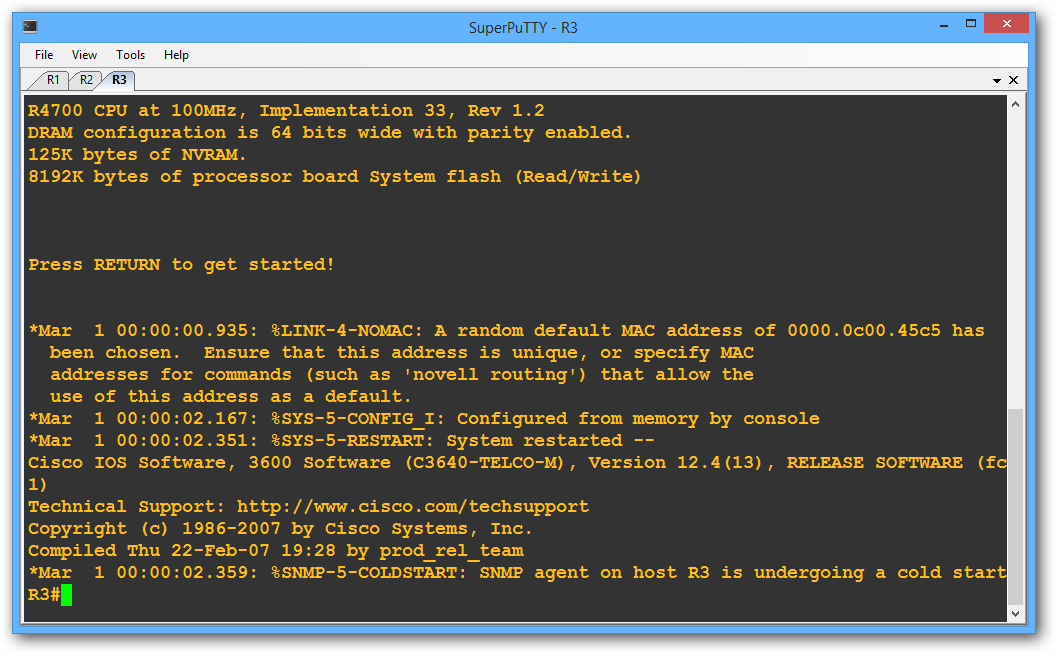 SuperPuTTY - R3
File View Tools Help
R1 R2 R3
R4700 CPU at 100MHz, Implementation 33, Rev 1.2
DRAM configuration is 64 bits wide with parity enabled.
125K bytes of NVRAM.
8192K bytes of processor board System flash (Read/Write)
Press RETURN to get started!
*Mar  1 00:00:00.935: %LINK-4-NOMAC: A random default MAC address of 0000.0c00.45c5 has
  been chosen.  Ensure that this address is unique, or specify MAC
  addresses for commands (such as 'novell routing') that allow the
  use of this address as a default.
*Mar  1 00:00:02.167: %SYS-5-CONFIG_I: Configured from memory by console
*Mar  1 00:00:02.351: %SYS-5-RESTART: System restarted --
Cisco IOS Software, 3600 Software (C3640-TELCO-M), Version 12.4(13), RELEASE SOFTWARE (fc
1)
Technical Support: http://www.cisco.com/techsupport
Copyright (c) 1986-2007 by Cisco Systems, Inc.
Compiled Thu 22-Feb-07 19:28 by prod_rel_team
*Mar  1 00:00:02.359: %SNMP-5-COLDSTART: SNMP agent on host R3 is undergoing a cold start
R3#